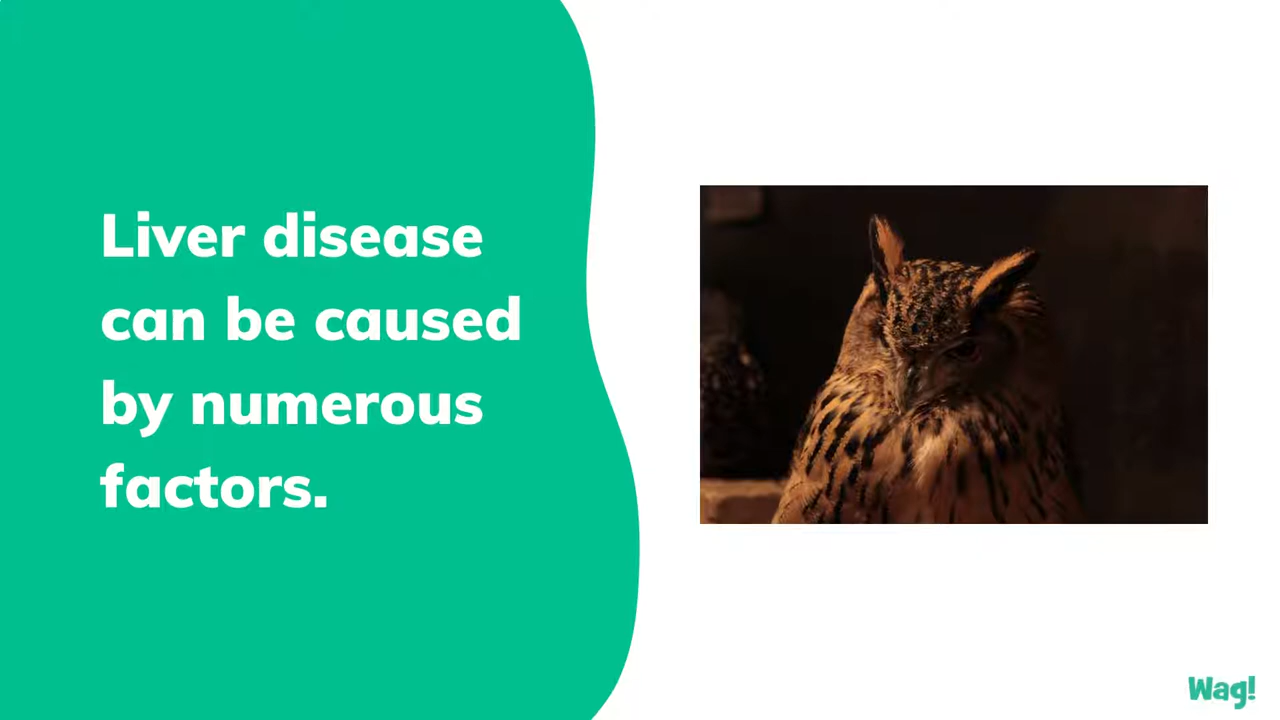 Liver disease
can be caused
by numerous
factors.
Wag!